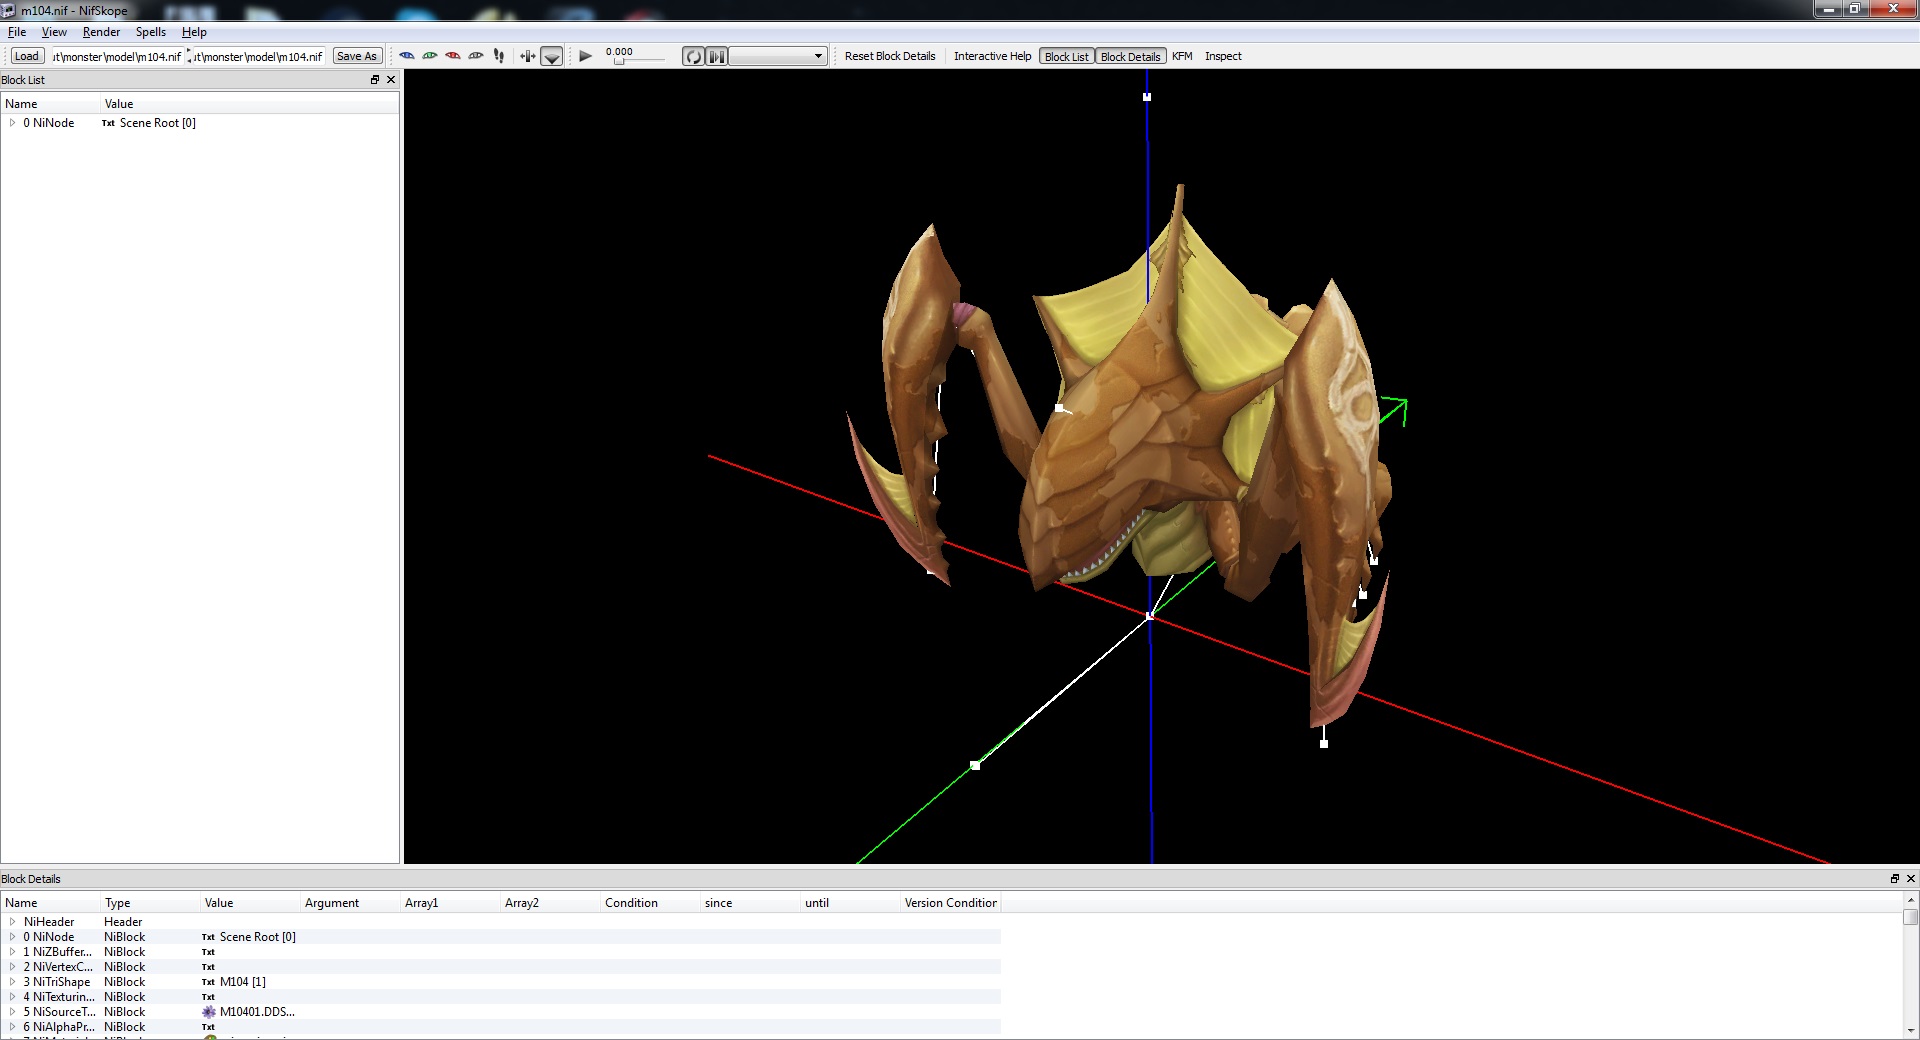 m104.nif - NifSkope
File View Render Spells Help
Load ut\monster\model\m104.nif ut\monster\model\m104.nif Save As 0.000 Reset Block Details Interactive Help Block List Block Details KFM Inspect
Block List
Name Value
0 NiNode Txt Scene Root [0]
Block Details
Name Type Value Argument Array1 Array2 Condition since until Version Condition
NiHeader Header
0 NiNode NiBlock Txt Scene Root [0]
1 NiZBuffer... NiBlock Txt
2 NiVertexC... NiBlock Txt
3 NiTriShape NiBlock Txt M104 [1]
4 NiTexturin... NiBlock Txt
5 NiSourceT... NiBlock M10401.DDS...
6 NiAlphaPr... NiBlock Txt